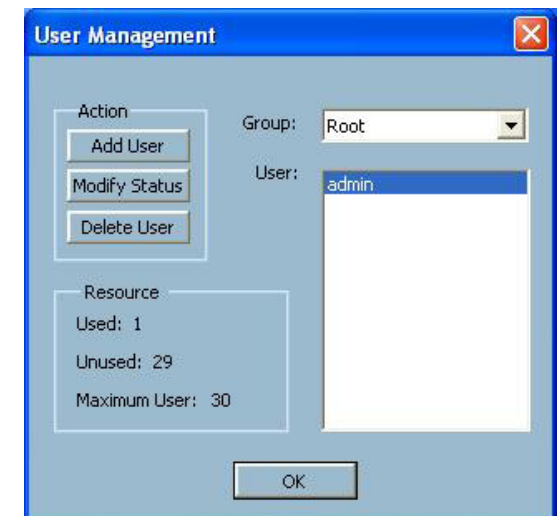 User Management
Action
Add User
Modify Status
Delete User
Group:
Root
User:
admin
Resource
Used: 1
Unused: 29
Maximum User: 30
OK